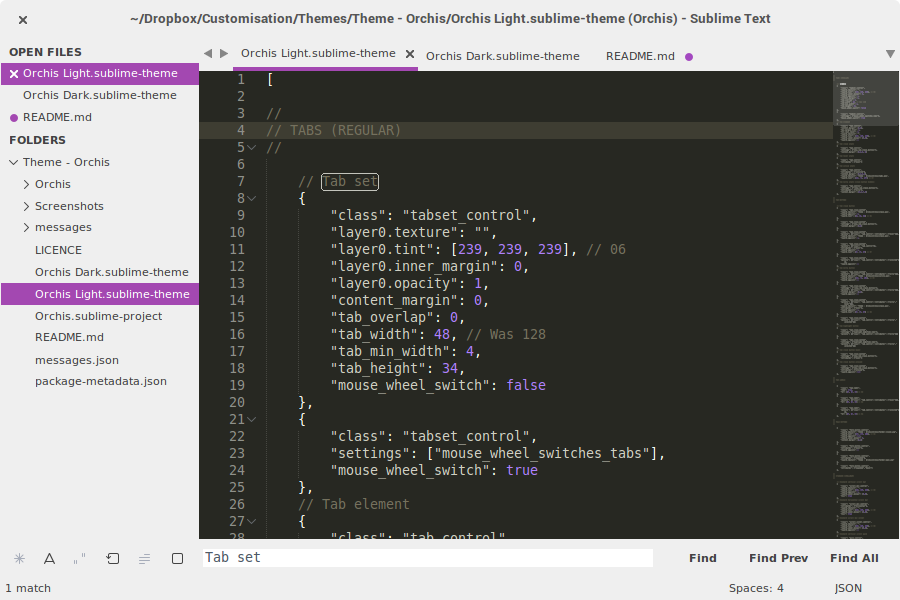 ~/Dropbox/Customisation/Themes/Theme - Orchis/Orchis Light.sublime-theme (Orchis) - Sublime Text
OPEN FILES
Orchis Light.sublime-theme
Orchis Dark.sublime-theme
README.md
FOLDERS
Theme - Orchis
Orchis
Screenshots
messages
LICENCE
Orchis Dark.sublime-theme
Orchis Light.sublime-theme
Orchis.sublime-project
README.md
messages.json
package-metadata.json
Orchis Light.sublime-theme Orchis Dark.sublime-theme README.md
1 [
2
3 //
4 // TABS (REGULAR)
5 //
6
7 // Tab set
8 {
9 "class": "tabset_control",
10 "layer0.texture": "",
11 "layer0.tint": [239, 239, 239], // 06
12 "layer0.inner_margin": 0,
13 "layer0.opacity": 1,
14 "content_margin": 0,
15 "tab_overlap": 0,
16 "tab_width": 48, // Was 128
17 "tab_min_width": 4,
18 "tab_height": 34,
19 "mouse_wheel_switch": false
20 },
21 {
22 "class": "tabset_control",
23 "settings": ["mouse_wheel_switches_tabs"],
24 "mouse_wheel_switch": true
25 },
26 // Tab element
27 {
28 "class": "tab_control"
Tab set Find Find Prev Find All
1 match Spaces: 4 JSON